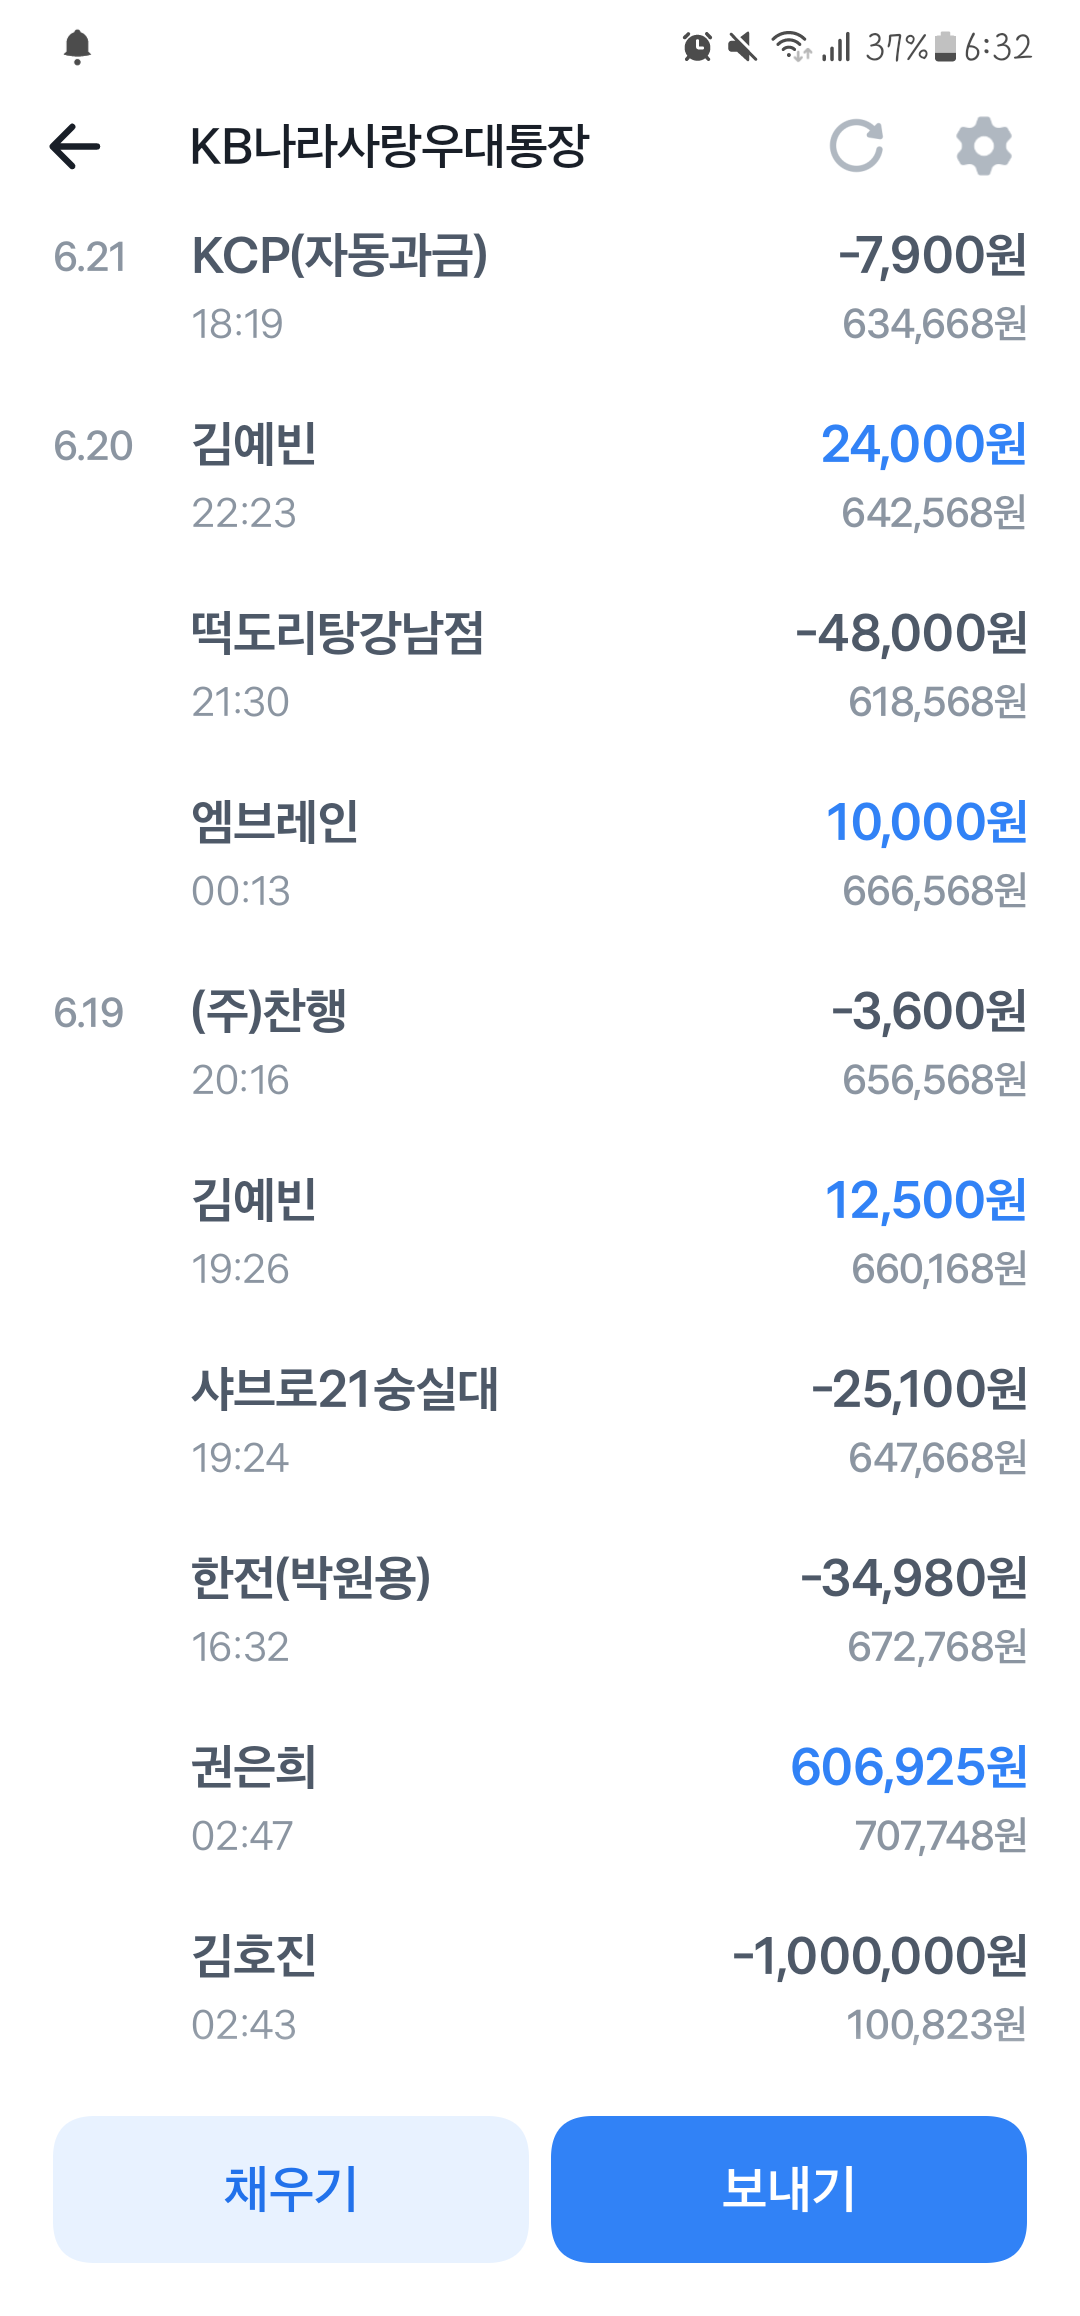 37% 6:32
KB나라사랑우대통장
6.21 KCP(자동과금) -7,900원
18:19 634,668원
6.20 김예빈 24,000원
22:23 642,568원
떡도리탕강남점 -48,000원
21:30 618,568원
엠브레인 10,000원
00:13 666,568원
6.19 (주)찬행 -3,600원
20:16 656,568원
김예빈 12,500원
19:26 660,168원
샤브로21숭실대 -25,100원
19:24 647,668원
한전(박원용) -34,980원
16:32 672,768원
권은희 606,925원
02:47 707,748원
김호진 -1,000,000원
02:43 100,823원
채우기 보내기